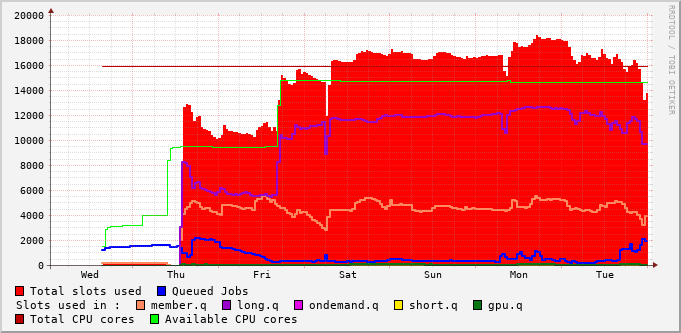 20000
18000
16000
14000
12000
10000
8000
6000
4000
2000
0
Wed Thu Fri Sat Sun Mon Tue
Total slots used Queued Jobs
Slots used in : member.q long.q ondemand.q short.q gpu.q
Total CPU cores Available CPU cores
RRDTOOL / TOBI OETIKER